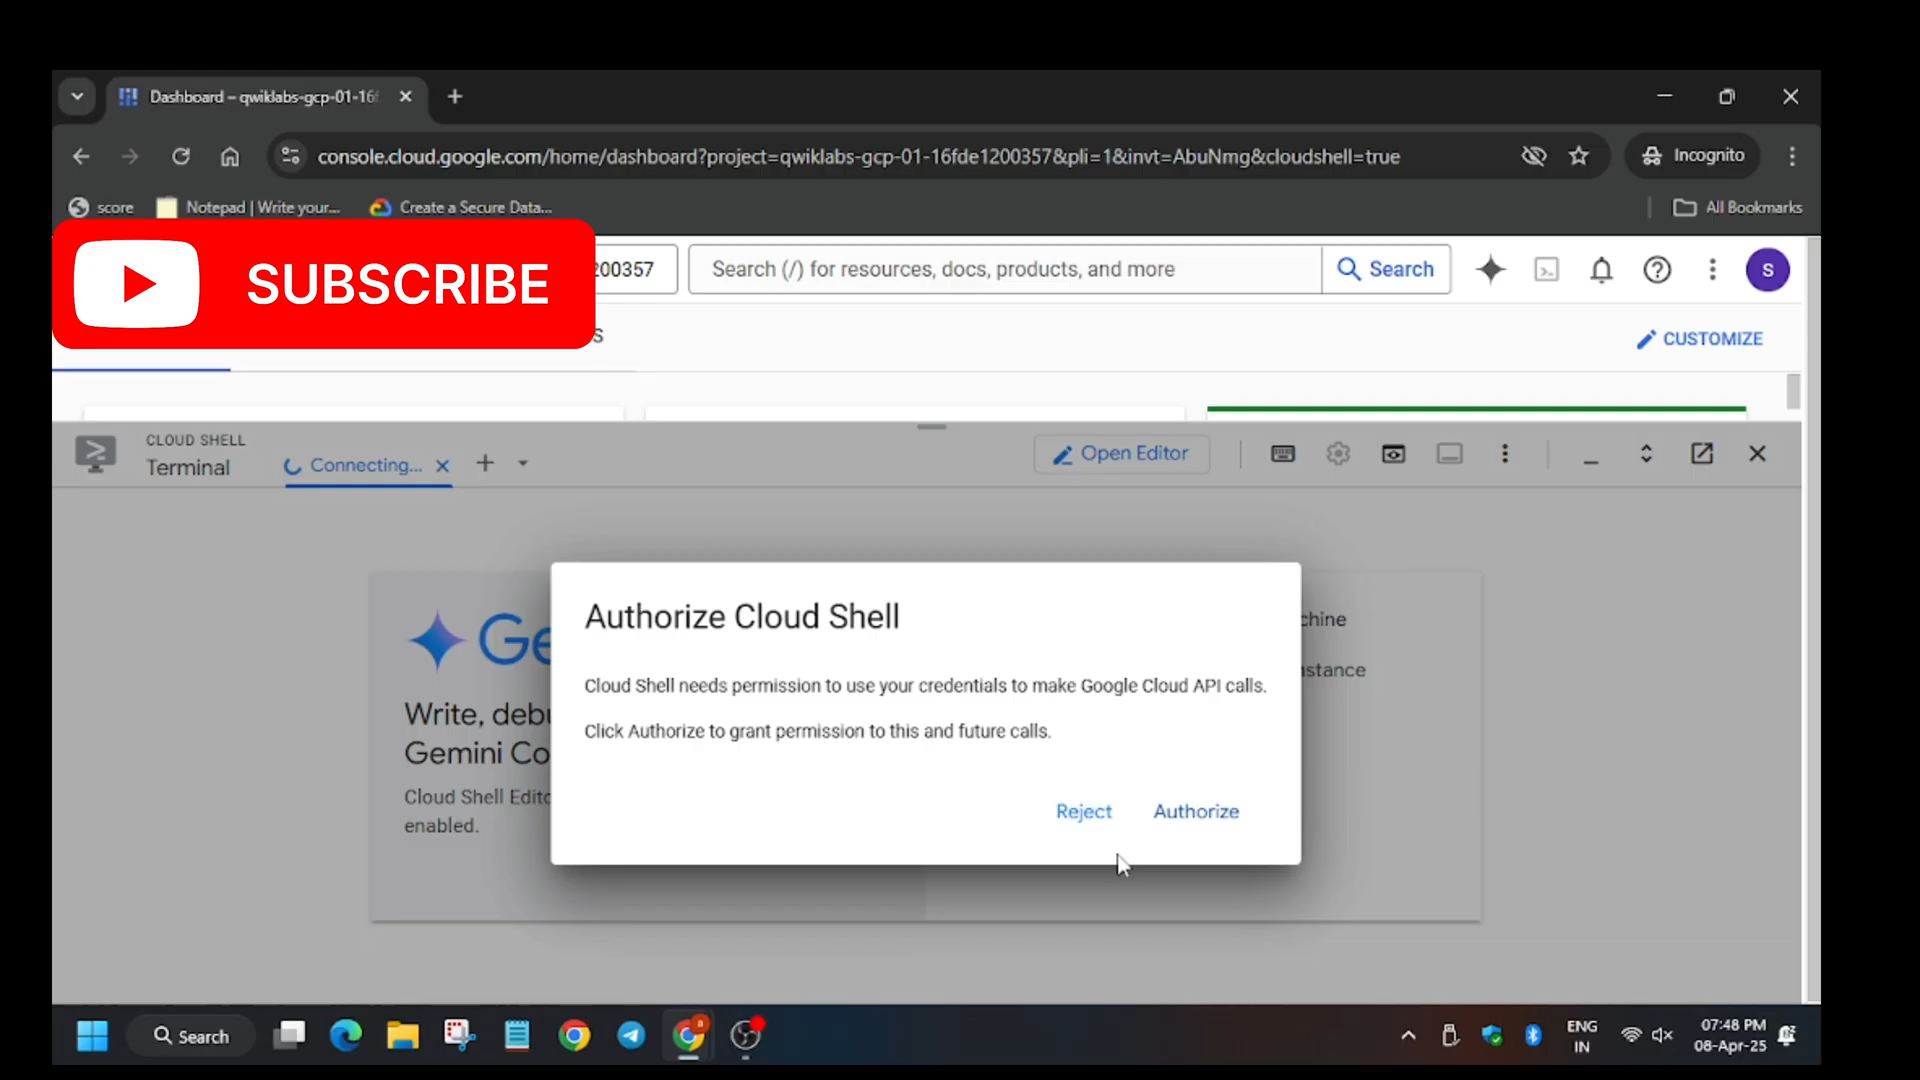 Dashboard – qwiklabs-gcp-01-16f
console.cloud.google.com/home/dashboard?project=qwiklabs-gcp-01-16fde1200357&pli=1&invt=AbuNmg&cloudshell=true
Incognito
score
Notepad | Write your...
Create a Secure Data...
All Bookmarks
SUBSCRIBE
200357
Search (/) for resources, docs, products, and more
Search
S
S
CUSTOMIZE
CLOUD SHELL
Terminal
Connecting...
Open Editor
Authorize Cloud Shell
Cloud Shell needs permission to use your credentials to make Google Cloud API calls.
Click Authorize to grant permission to this and future calls.
Reject
Authorize
Ge
Write, debu
Gemini Co
Cloud Shell Edito
enabled.
chine
nstance
Search
ENG
IN
07:48 PM
08-Apr-25